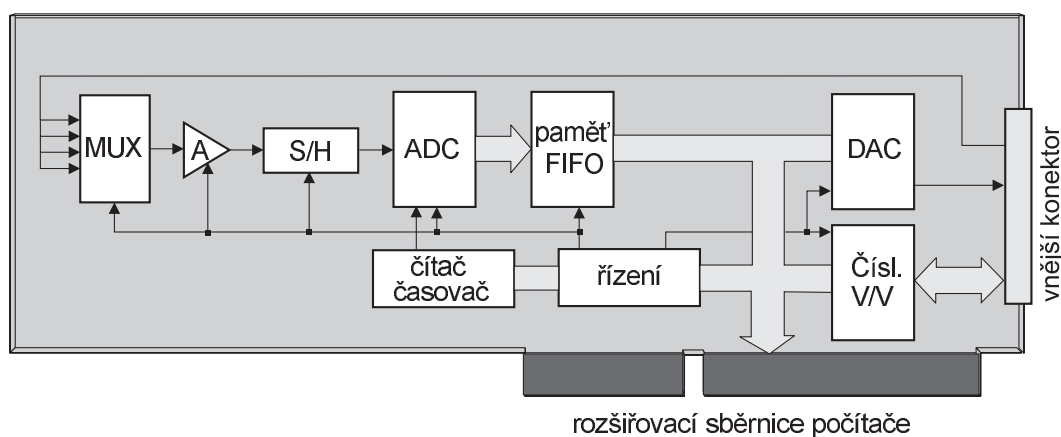 MUX
A
S/H
ADC
paměť
FIFO
DAC
čítač
časovač
řízení
Čísl.
V/V
vnější konektor
rozšiřovací sběrnice počítače